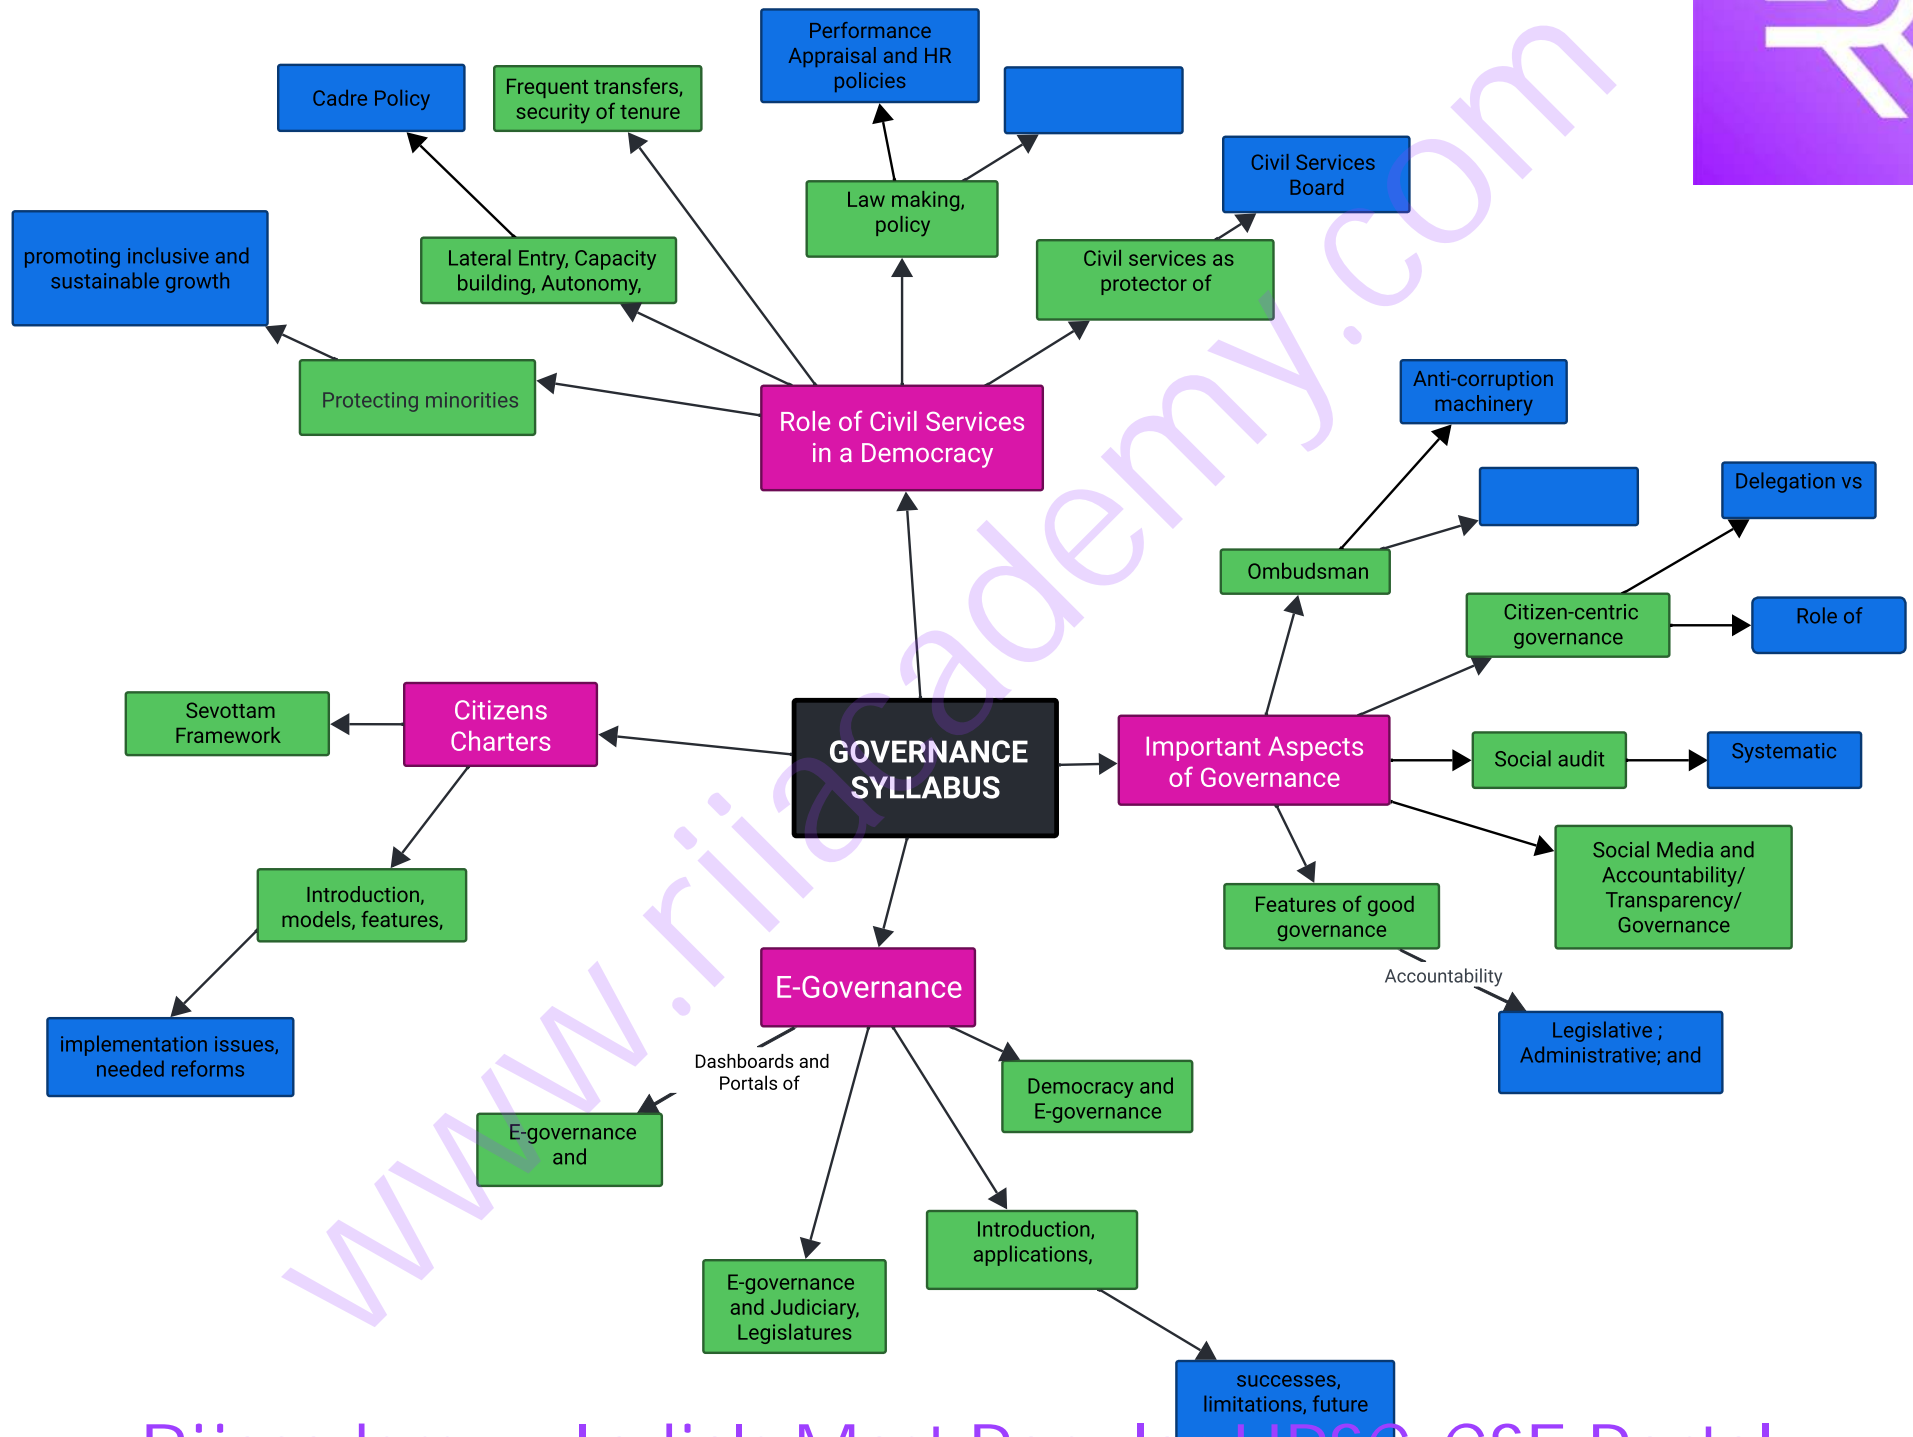 Performance
Appraisal and HR
policies
Cadre Policy
Frequent transfers,
security of tenure
Civil Services
Board
Law making,
policy
promoting inclusive and
sustainable growth
Lateral Entry, Capacity
building, Autonomy,
Civil services as
protector of
Protecting minorities
Role of Civil Services
in a Democracy
Anti-corruption
machinery
Delegation vs
Ombudsman
Citizen-centric
governance
Role of
Sevottam
Framework
Citizens
Charters
GOVERNANCE
SYLLABUS
Important Aspects
of Governance
Social audit
Systematic
Social Media and
Accountability/
Transparency/
Governance
Introduction,
models, features,
Features of good
governance
Accountability
E-Governance
Legislative ;
Administrative; and
implementation issues,
needed reforms
Dashboards and
Portals of
Democracy and
E-governance
E-governance
and
Introduction,
applications,
E-governance
and Judiciary,
Legislatures
successes,
limitations, future
www.riiacademy.com